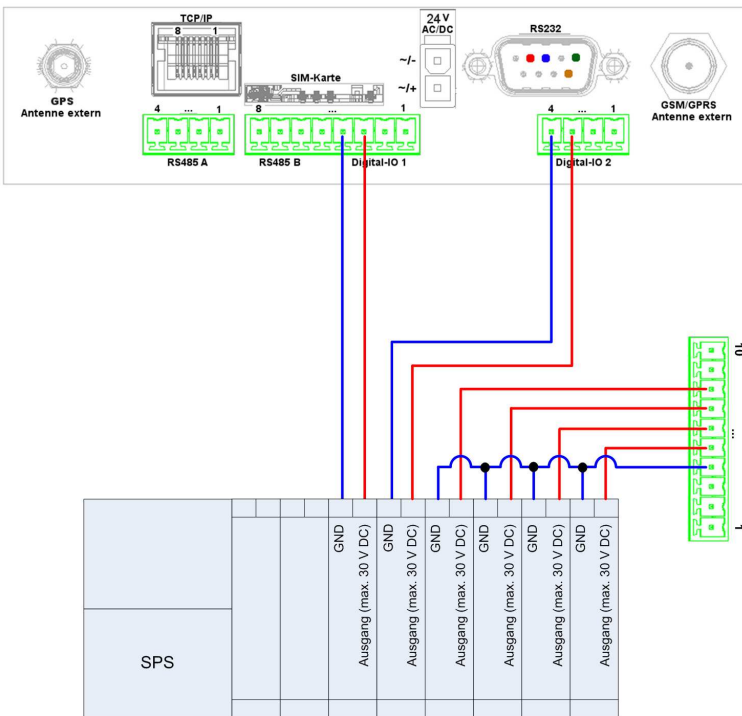 TCP/IP
8 1
24 V
AC/DC
RS232
~/-
~/+
SIM-Karte
GPS
Antenne extern
GSM/GPRS
Antenne extern
4 ... 1
8 ... 1
4 ... 1
RS485 A
RS485 B
Digital-IO 1
Digital-IO 2
10
...
1
GND
Ausgang (max. 30 V DC)
GND
Ausgang (max. 30 V DC)
GND
Ausgang (max. 30 V DC)
GND
Ausgang (max. 30 V DC)
GND
Ausgang (max. 30 V DC)
GND
Ausgang (max. 30 V DC)
SPS